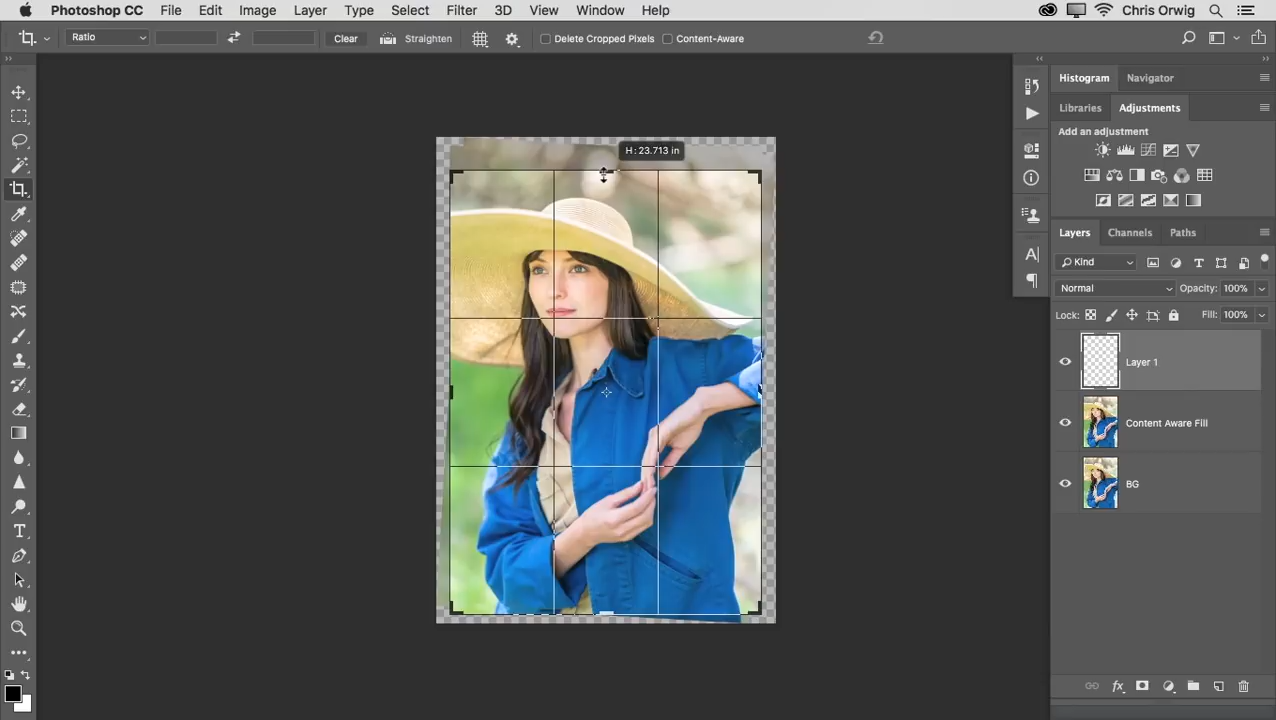 Photoshop CC File Edit Image Layer Type Select Filter 3D View Window Help Chris Orwig
Ratio Clear Straighten Delete Cropped Pixels Content-Aware
Histogram Navigator
Libraries Adjustments
Add an adjustment
H: 23.713 in
Layers Channels Paths
Kind
Normal Opacity: 100%
Lock: Fill: 100%
Layer 1
Content Aware Fill
BG